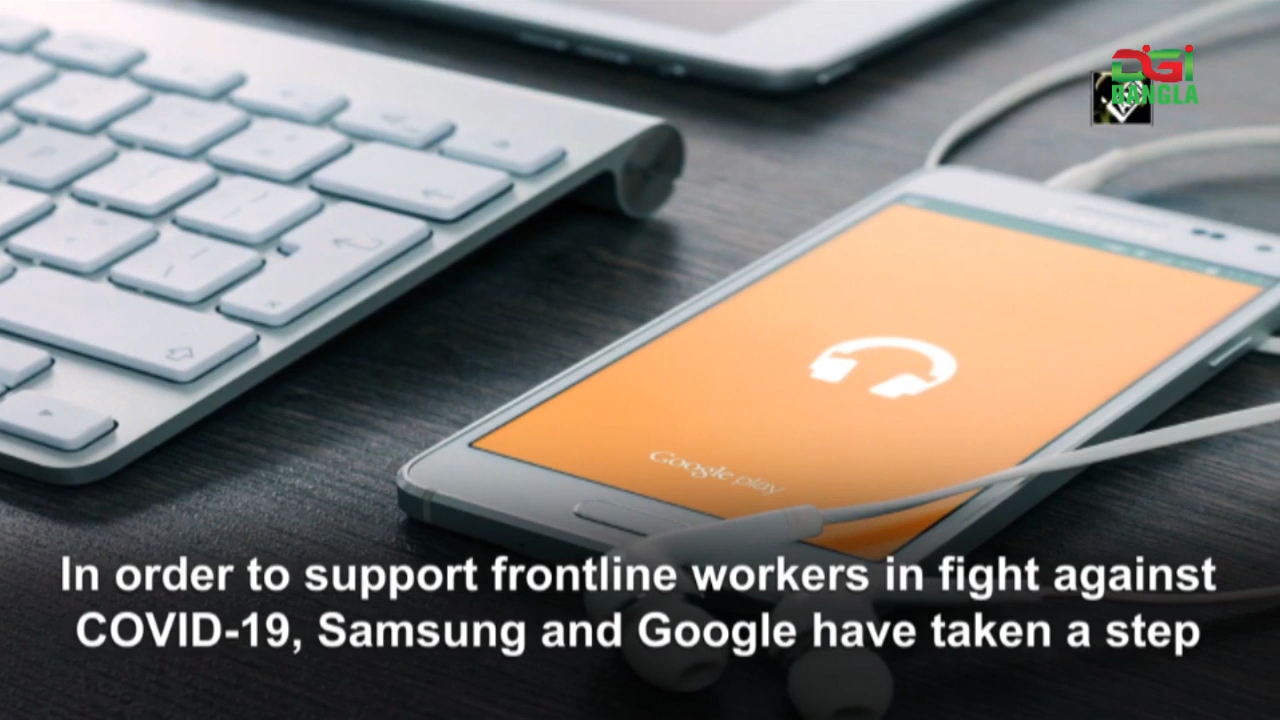 DIGI
BANGLA
Google play
In order to support frontline workers in fight against
COVID-19, Samsung and Google have taken a step